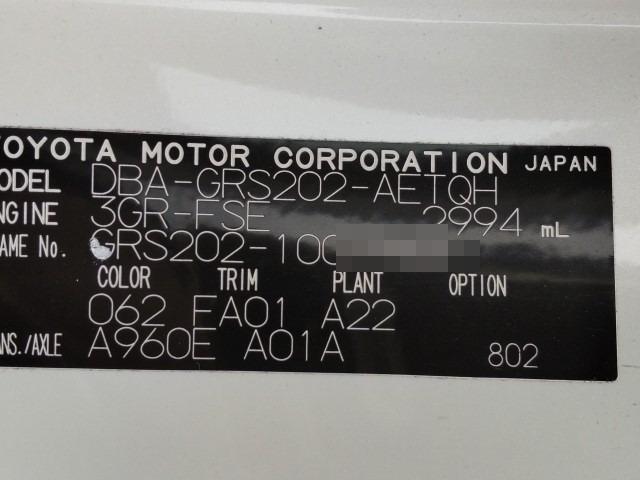 TOYOTA MOTOR CORPORATION JAPAN
MODEL DBA-GRS202-AETQH
ENGINE 3GR-FSE 2994 mL
FRAME No. GRS202-100
COLOR TRIM PLANT OPTION
062 FA01 A22
TRANS./AXLE A960E A01A 802